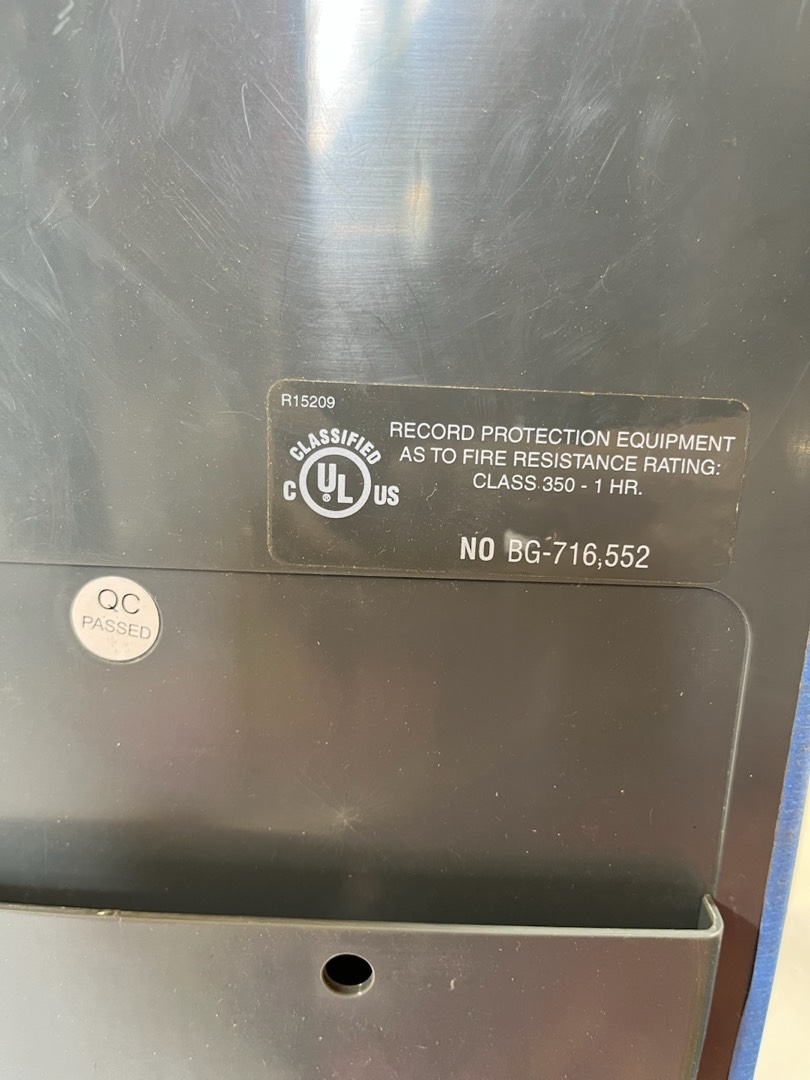 R15209
CLASSIFIED
C UL® US
RECORD PROTECTION EQUIPMENT
AS TO FIRE RESISTANCE RATING:
CLASS 350 - 1 HR.
NO BG-716,552
QC
PASSED